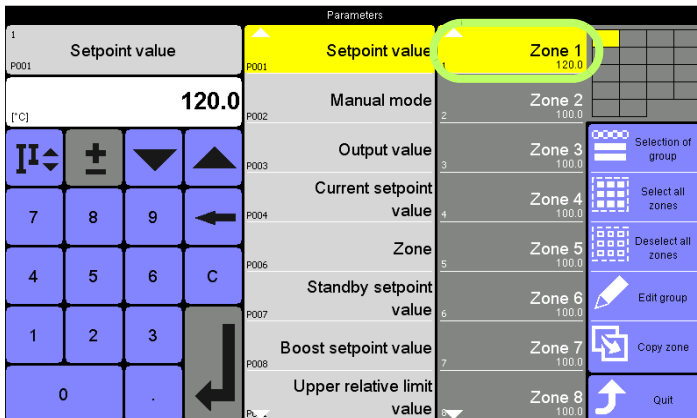 Parameters
1
Setpoint value
P001
120.0
[°C]
7
8
9
4
5
6
C
1
2
3
0
.
Setpoint value
P001
Manual mode
P002
Output value
P003
Current setpoint
value
P004
Zone
P006
Standby setpoint
value
P007
Boost setpoint value
P008
Upper relative limit
value
Zone 1
1
120.0
Zone 2
2
100.0
Zone 3
3
100.0
Zone 4
4
100.0
Zone 5
5
100.0
Zone 6
6
100.0
Zone 7
7
100.0
Zone 8
8
100.0
Selection of
group
Select all
zones
Deselect all
zones
Edit group
Copy zone
Quit